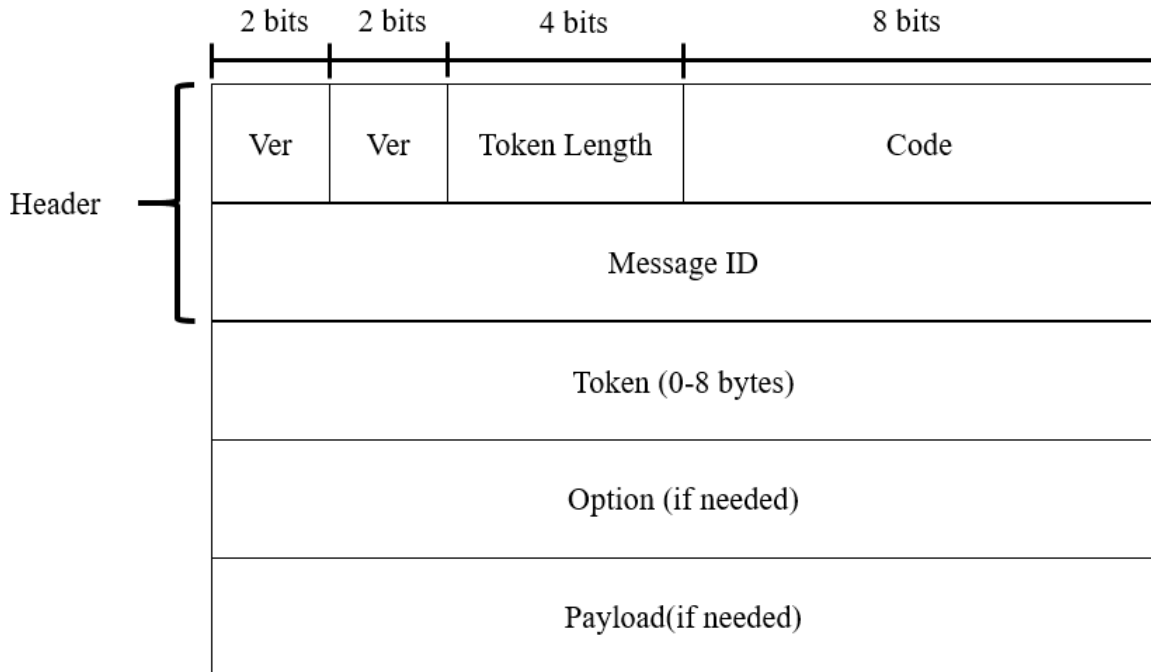 2 bits 2 bits 4 bits 8 bits
Ver Ver Token Length Code
Header
Message ID
Token (0-8 bytes)
Option (if needed)
Payload(if needed)